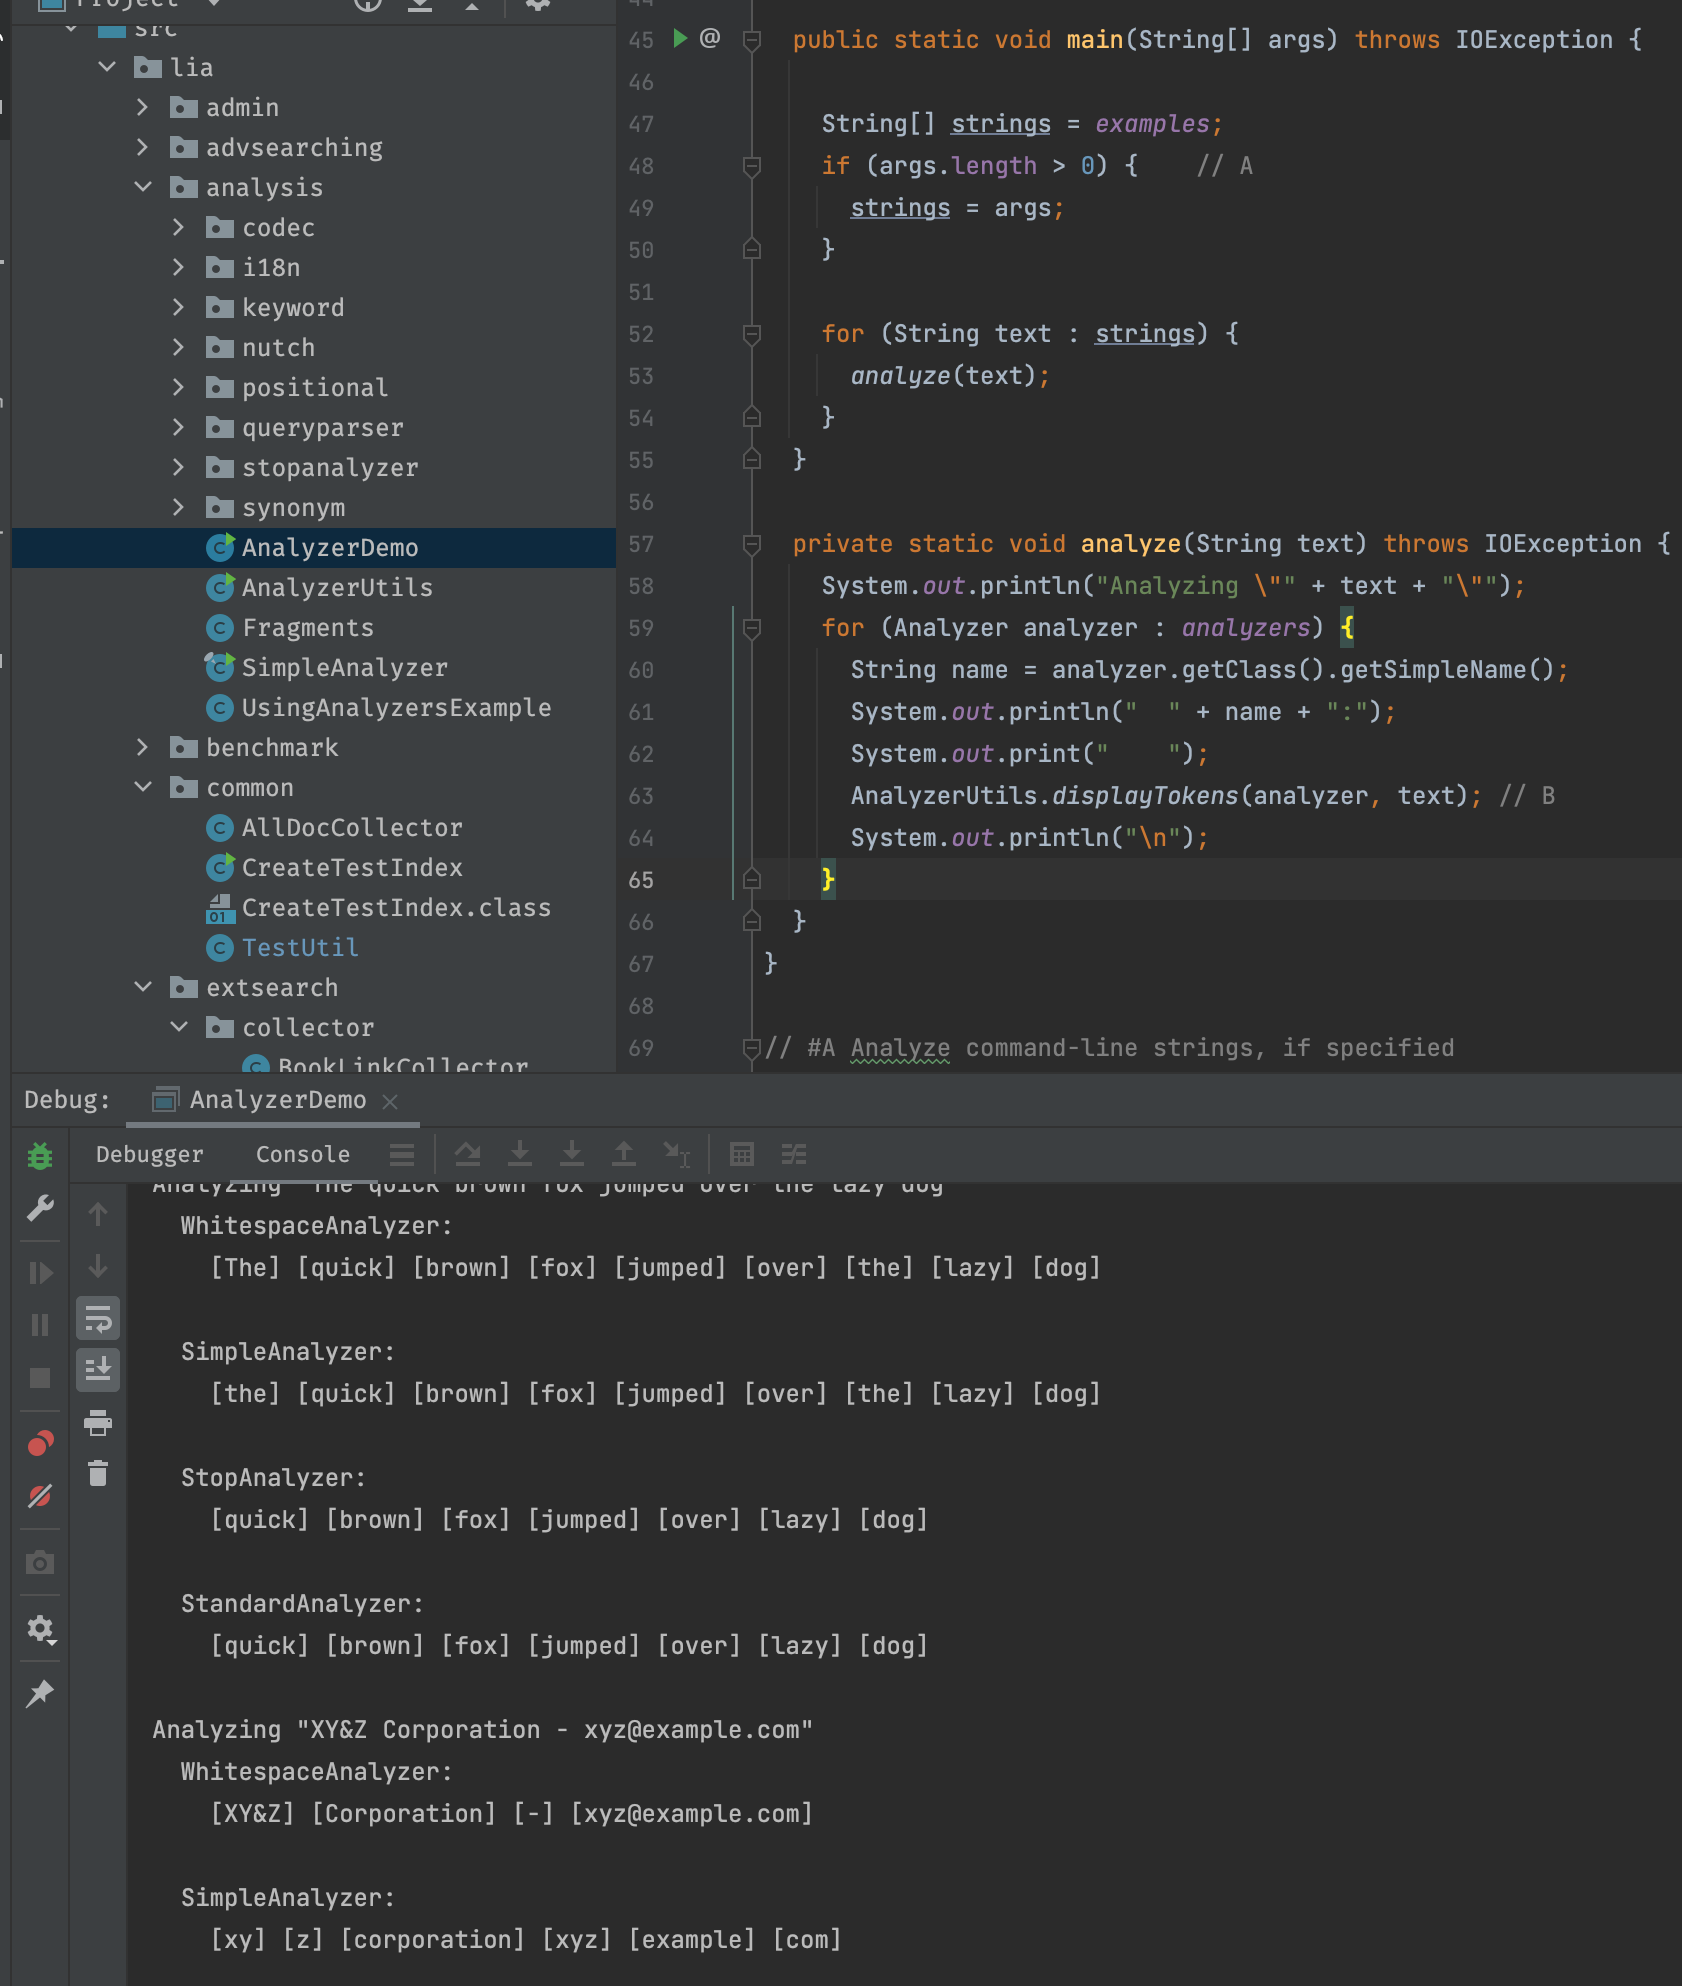 Project
src
lia
admin
advsearching
analysis
codec
i18n
keyword
nutch
positional
queryparser
stopanalyzer
synonym
AnalyzerDemo
AnalyzerUtils
Fragments
SimpleAnalyzer
UsingAnalyzersExample
benchmark
common
AllDocCollector
CreateTestIndex
01 CreateTestIndex.class
TestUtil
extsearch
collector
BookLinkCollector
44
45 @ public static void main(String[] args) throws IOException {
46
47 String[] strings = examples;
48 if (args.length > 0) {    // A
49 strings = args;
50 }
51
52 for (String text : strings) {
53 analyze(text);
54 }
55 }
56
57 private static void analyze(String text) throws IOException {
58 System.out.println("Analyzing \"" + text + "\"");
59 for (Analyzer analyzer : analyzers) {
60 String name = analyzer.getClass().getSimpleName();
61 System.out.println("  " + name + ":");
62 System.out.print("    ");
63 AnalyzerUtils.displayTokens(analyzer, text); // B
64 System.out.println("\n");
65 }
66 }
67 }
68
69 // #A Analyze command-line strings, if specified
Debug: AnalyzerDemo
Debugger Console
Analyzing "The quick brown fox jumped over the lazy dog"
WhitespaceAnalyzer:
[The] [quick] [brown] [fox] [jumped] [over] [the] [lazy] [dog]
SimpleAnalyzer:
[the] [quick] [brown] [fox] [jumped] [over] [the] [lazy] [dog]
StopAnalyzer:
[quick] [brown] [fox] [jumped] [over] [lazy] [dog]
StandardAnalyzer:
[quick] [brown] [fox] [jumped] [over] [lazy] [dog]
Analyzing "XY&Z Corporation - xyz@example.com"
WhitespaceAnalyzer:
[XY&Z] [Corporation] [-] [xyz@example.com]
SimpleAnalyzer:
[xy] [z] [corporation] [xyz] [example] [com]